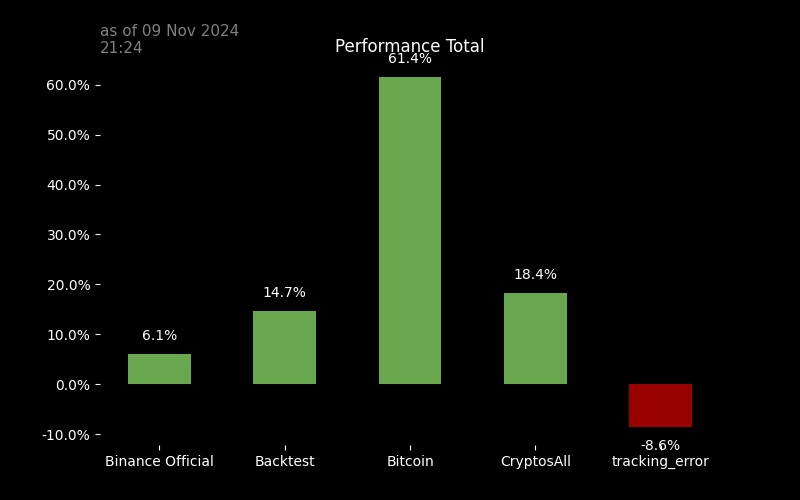 as of 09 Nov 2024
21:24
Performance Total
61.4%
60.0%
50.0%
40.0%
30.0%
20.0%
10.0%
0.0%
-10.0%
6.1%
14.7%
18.4%
-8.6%
Binance Official
Backtest
Bitcoin
CryptosAll
tracking_error